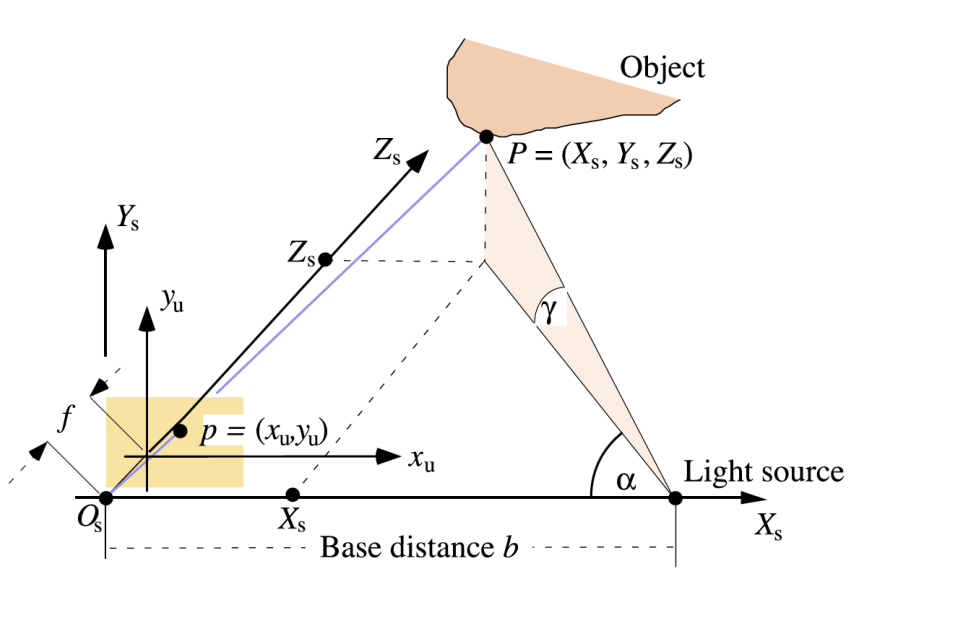 Object
Zs
P = (Xs, Ys, Zs)
Ys
Zs
yu
γ
f
p = (xu,yu)
xu
α
Light source
Os
Xs
Xs
Base distance b